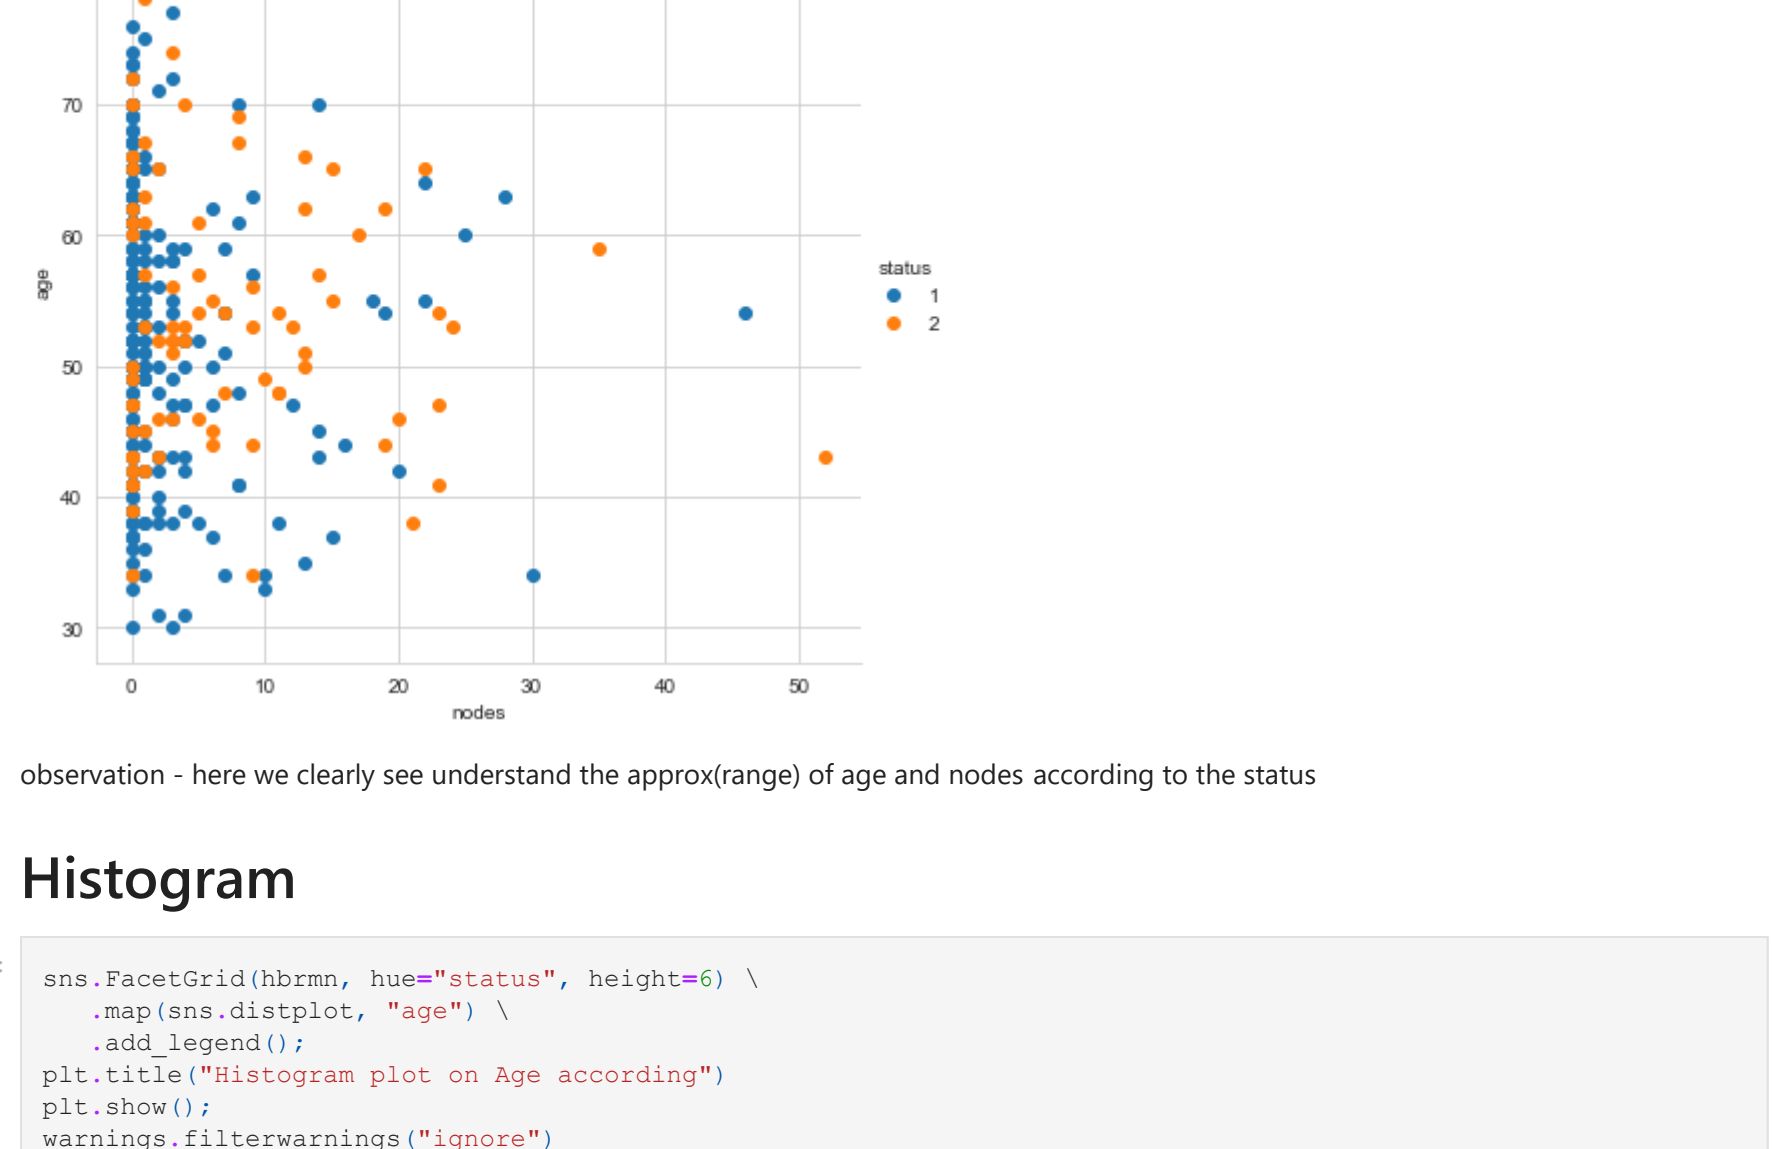 70
60
50
40
30
age
0 10 20 30 40 50
nodes
status
1
2
observation - here we clearly see understand the approx(range) of age and nodes according to the status
Histogram
:
sns.FacetGrid(hbrmn, hue="status", height=6) \
.map(sns.distplot, "age") \
.add_legend();
plt.title("Histogram plot on Age according")
plt.show();
warnings.filterwarnings("ignore")